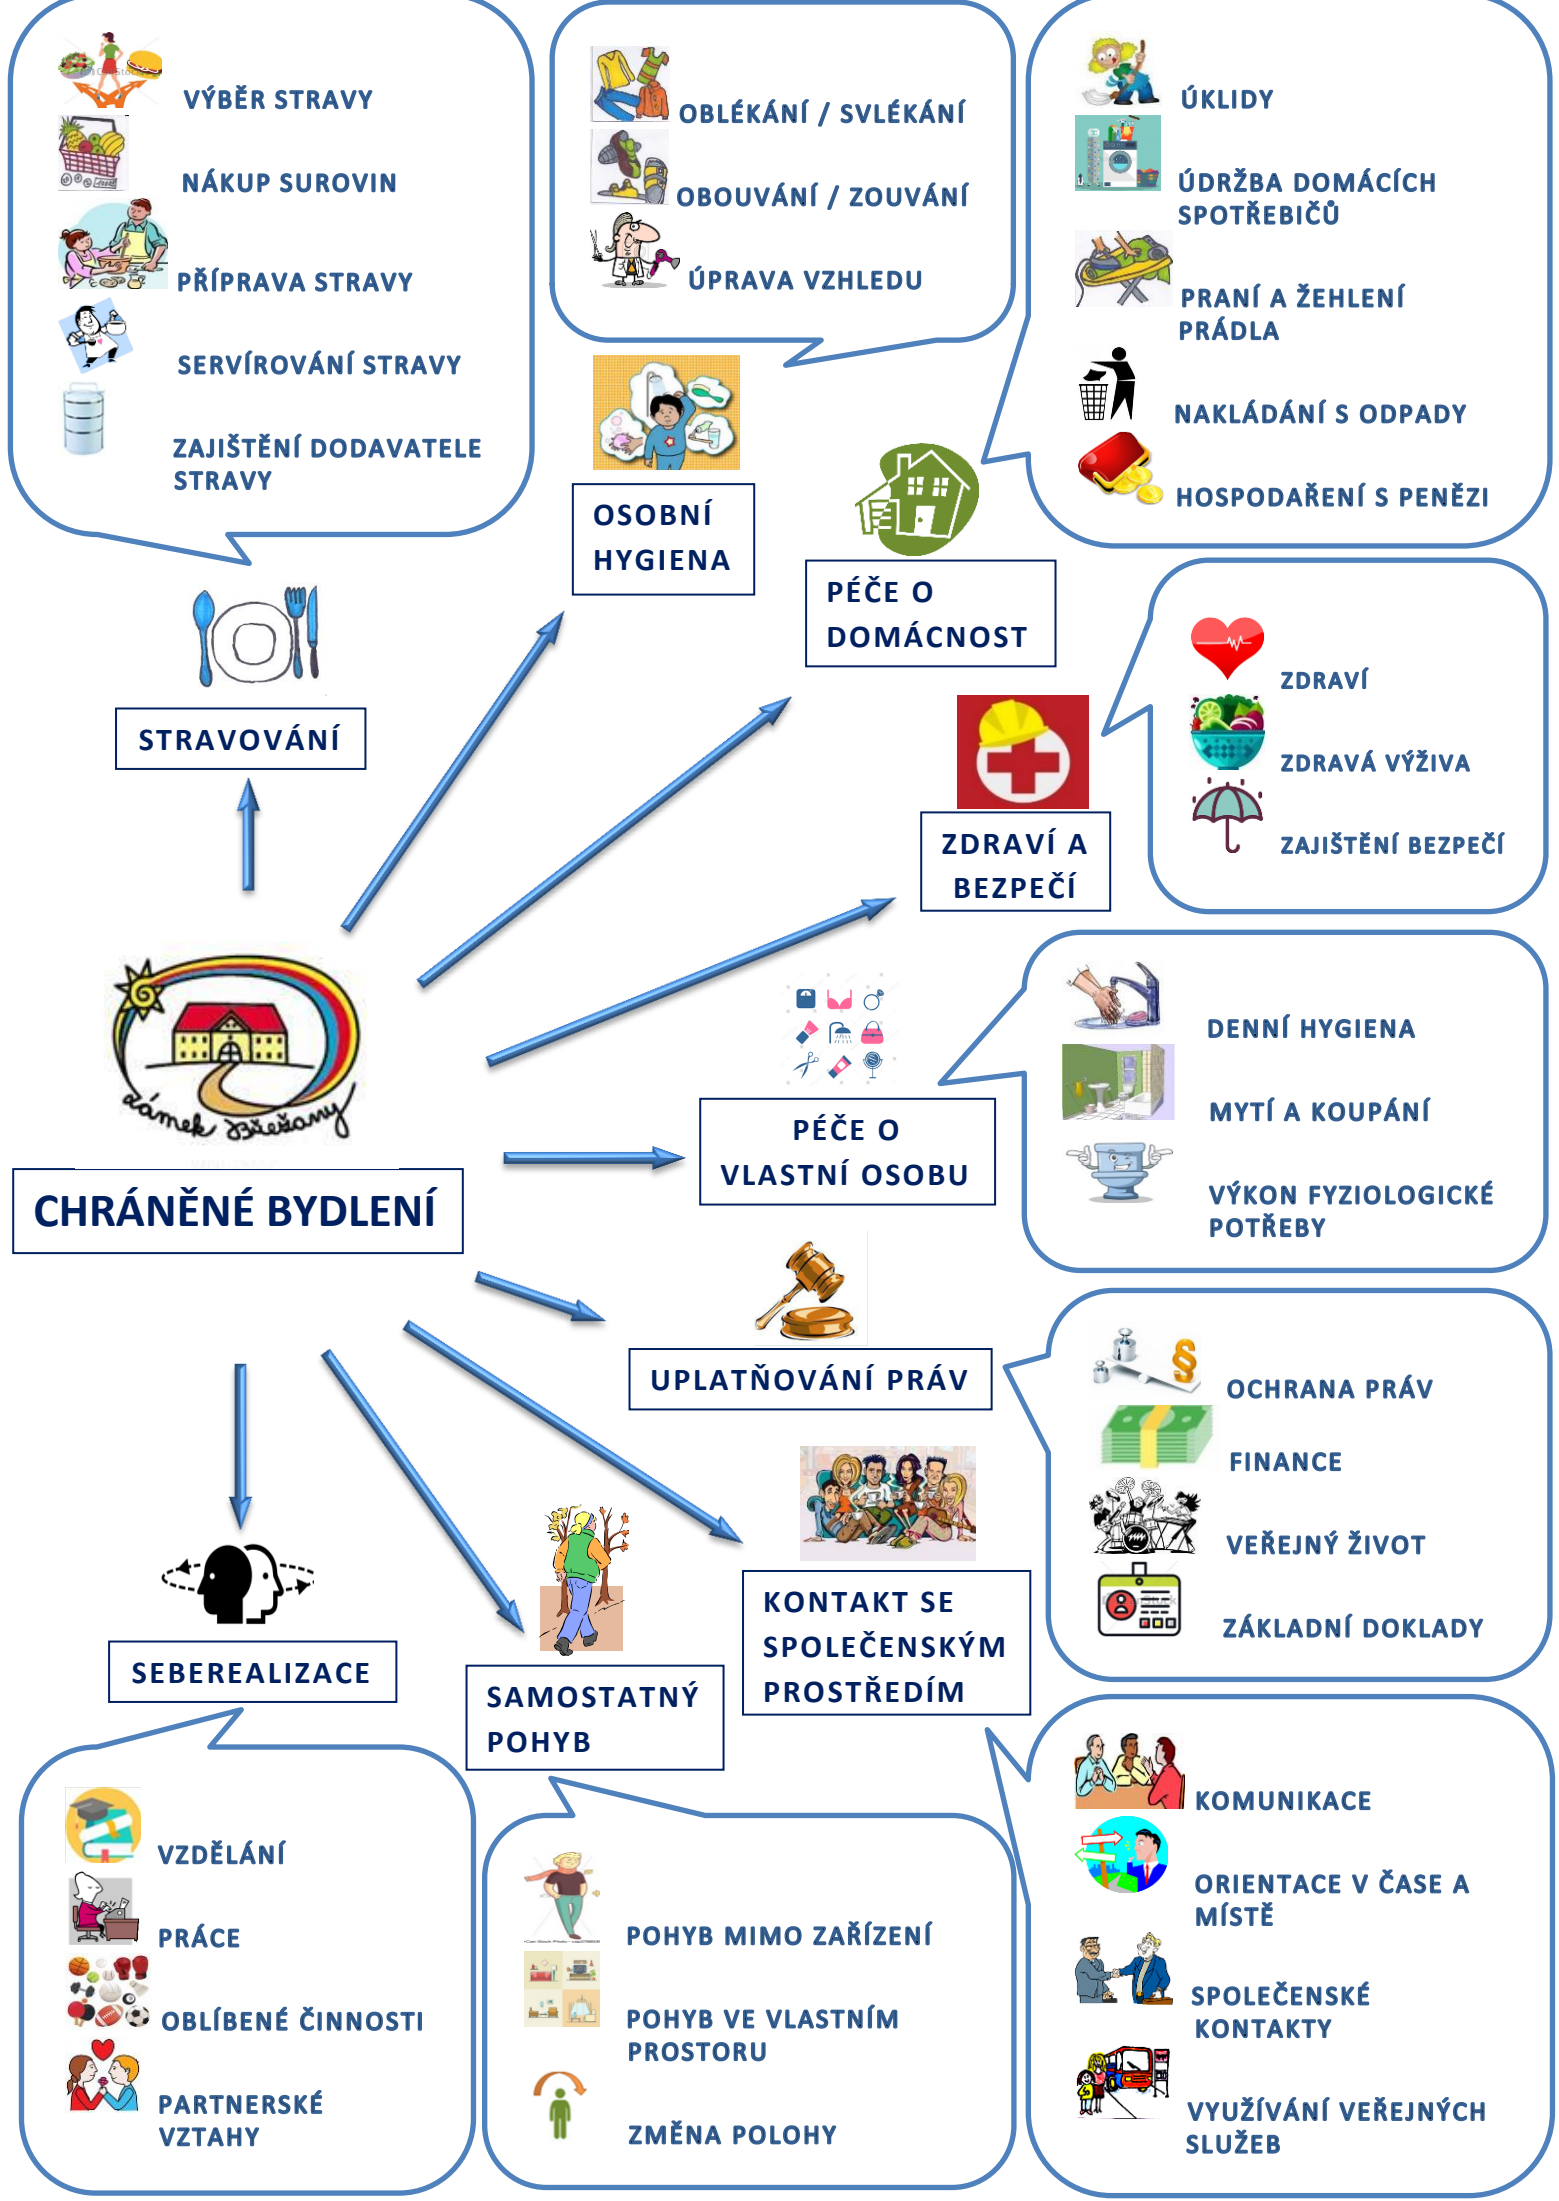 VÝBĚR STRAVY
NÁKUP SUROVIN
PŘÍPRAVA STRAVY
SERVÍROVÁNÍ STRAVY
ZAJIŠTĚNÍ DODAVATELE
STRAVY
STRAVOVÁNÍ
OBLÉKÁNÍ / SVLÉKÁNÍ
OBOUVÁNÍ / ZOUVÁNÍ
ÚPRAVA VZHLEDU
OSOBNÍ
HYGIENA
ÚKLIDY
ÚDRŽBA DOMÁCÍCH
SPOTŘEBIČŮ
PRANÍ A ŽEHLENÍ
PRÁDLA
NAKLÁDÁNÍ S ODPADY
HOSPODAŘENÍ S PENĚZI
PÉČE O
DOMÁCNOST
ZDRAVÍ
ZDRAVÁ VÝŽIVA
ZAJIŠTĚNÍ BEZPEČÍ
ZDRAVÍ A
BEZPEČÍ
DENNÍ HYGIENA
MYTÍ A KOUPÁNÍ
VÝKON FYZIOLOGICKÉ
POTŘEBY
PÉČE O
VLASTNÍ OSOBU
Zámek Břežany
CHRÁNĚNÉ BYDLENÍ
UPLATŇOVÁNÍ PRÁV
OCHRANA PRÁV
FINANCE
VEŘEJNÝ ŽIVOT
ZÁKLADNÍ DOKLADY
KONTAKT SE
SPOLEČENSKÝM
PROSTŘEDÍM
KOMUNIKACE
ORIENTACE V ČASE A
MÍSTĚ
SPOLEČENSKÉ
KONTAKTY
VYUŽÍVÁNÍ VEŘEJNÝCH
SLUŽEB
SAMOSTATNÝ
POHYB
POHYB MIMO ZAŘÍZENÍ
POHYB VE VLASTNÍM
PROSTORU
ZMĚNA POLOHY
SEBEREALIZACE
VZDĚLÁNÍ
PRÁCE
OBLÍBENÉ ČINNOSTI
PARTNERSKÉ
VZTAHY